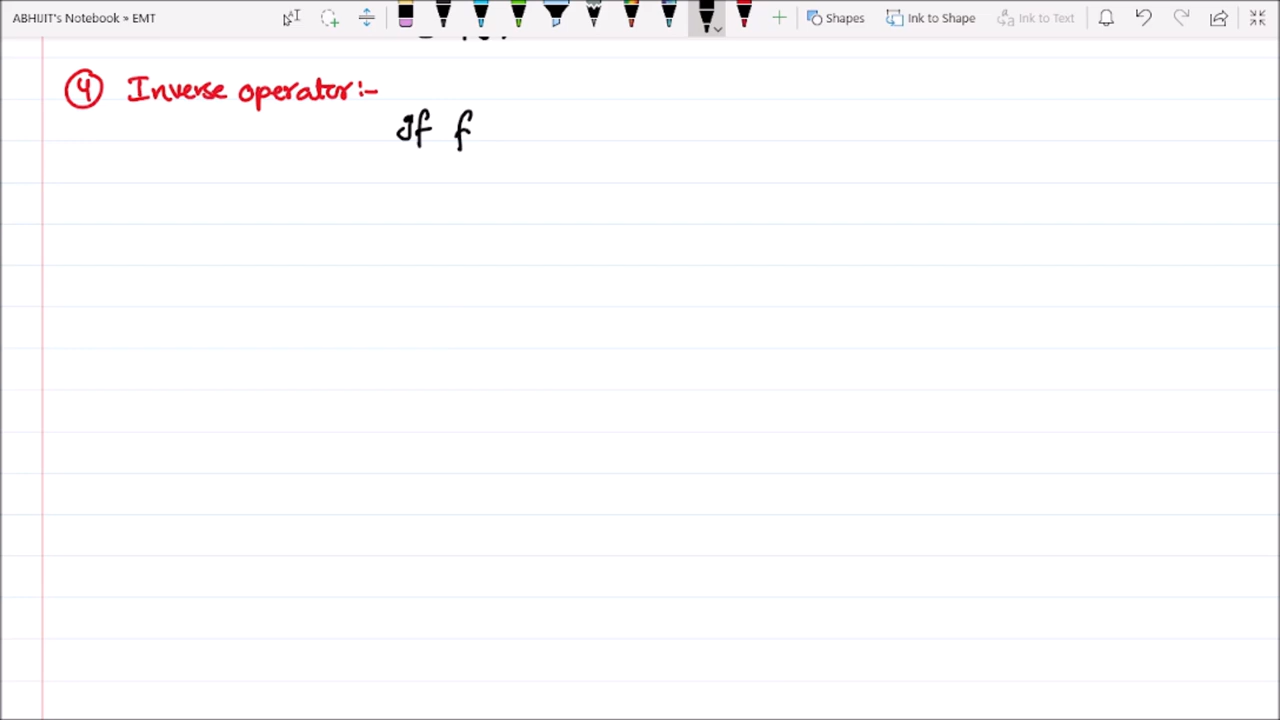 ABHIJIT's Notebook » EMT
Shapes
Ink to Shape
Ink to Text
④ Inverse operator:-
If f